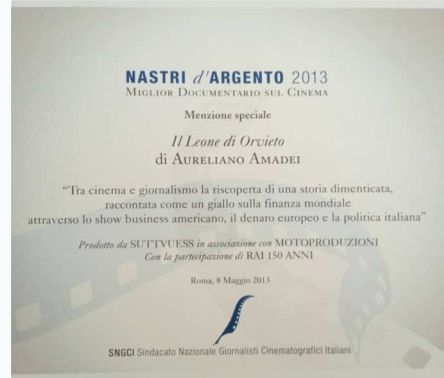 NASTRI d'ARGENTO 2013
MIGLIOR DOCUMENTARIO SUL CINEMA
Menzione speciale
Il Leone di Orvieto
di AURELIANO AMADEI
“Tra cinema e giornalismo la riscoperta di una storia dimenticata,
raccontata come un giallo sulla finanza mondiale
attraverso lo show business americano, il denaro europeo e la politica italiana”
Prodotto da SUTTVUESS in associazione con MOTOPRODUZIONI
Con la partecipazione di RAI 150 ANNI
Roma, 8 Maggio 2013
SNGCI Sindacato Nazionale Giornalisti Cinematografici Italiani